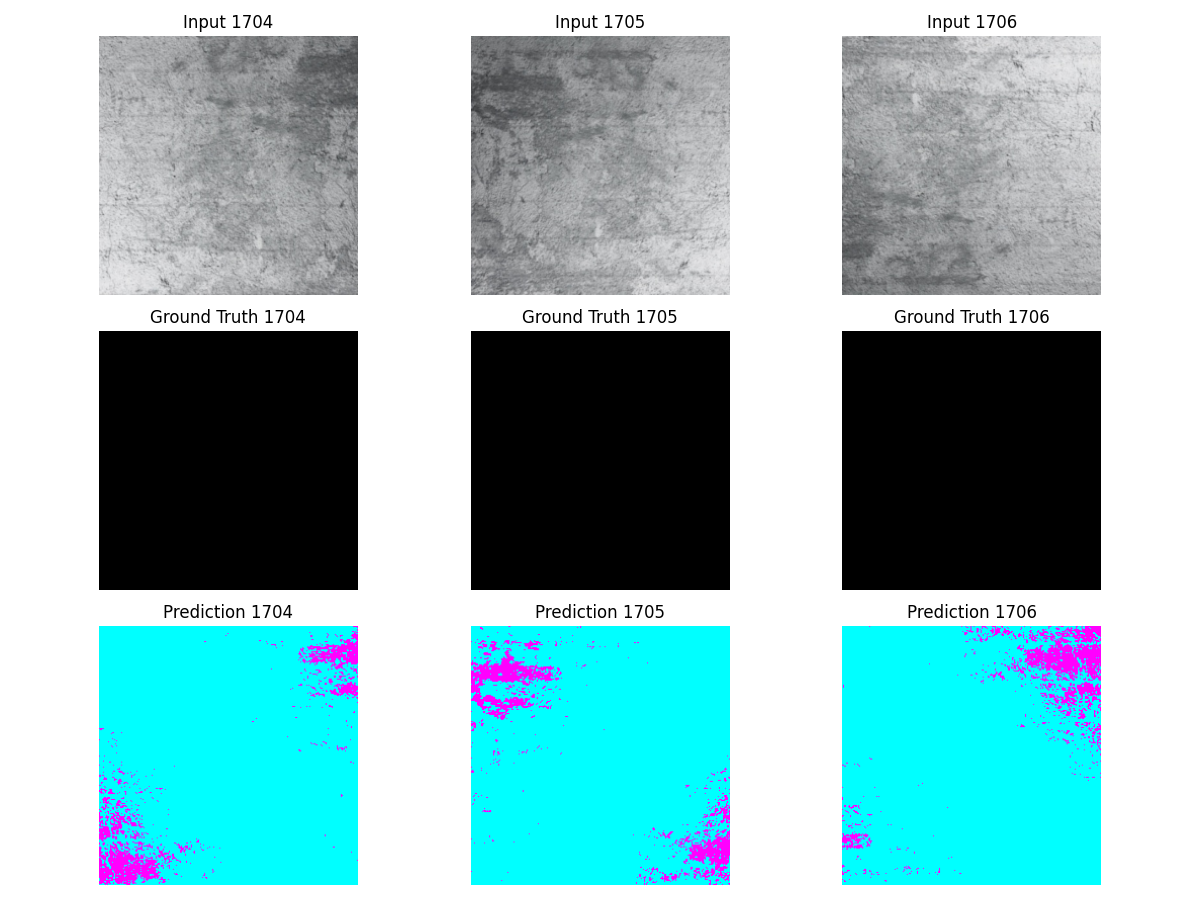 Input 1704
Input 1705
Input 1706
Ground Truth 1704
Ground Truth 1705
Ground Truth 1706
Prediction 1704
Prediction 1705
Prediction 1706